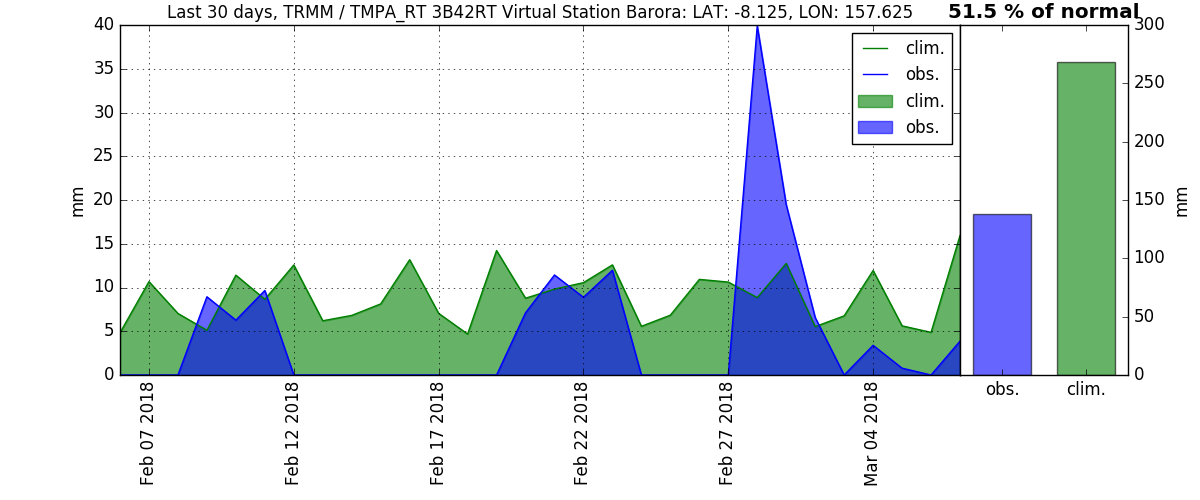 Last 30 days, TRMM / TMPA_RT 3B42RT Virtual Station Barora: LAT: -8.125, LON: 157.625
51.5 % of normal
40
35
30
25
20
15
10
5
0
mm
clim.
obs.
clim.
obs.
Feb 07 2018
Feb 12 2018
Feb 17 2018
Feb 22 2018
Feb 27 2018
Mar 04 2018
300
250
200
150
100
50
0
mm
obs.
clim.